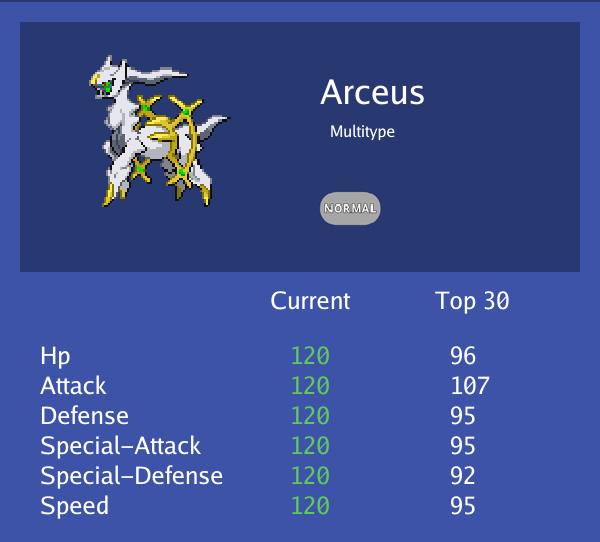 Arceus
Multitype
NORMAL
Current Top 30
Hp 120 96
Attack 120 107
Defense 120 95
Special-Attack 120 95
Special-Defense 120 92
Speed 120 95